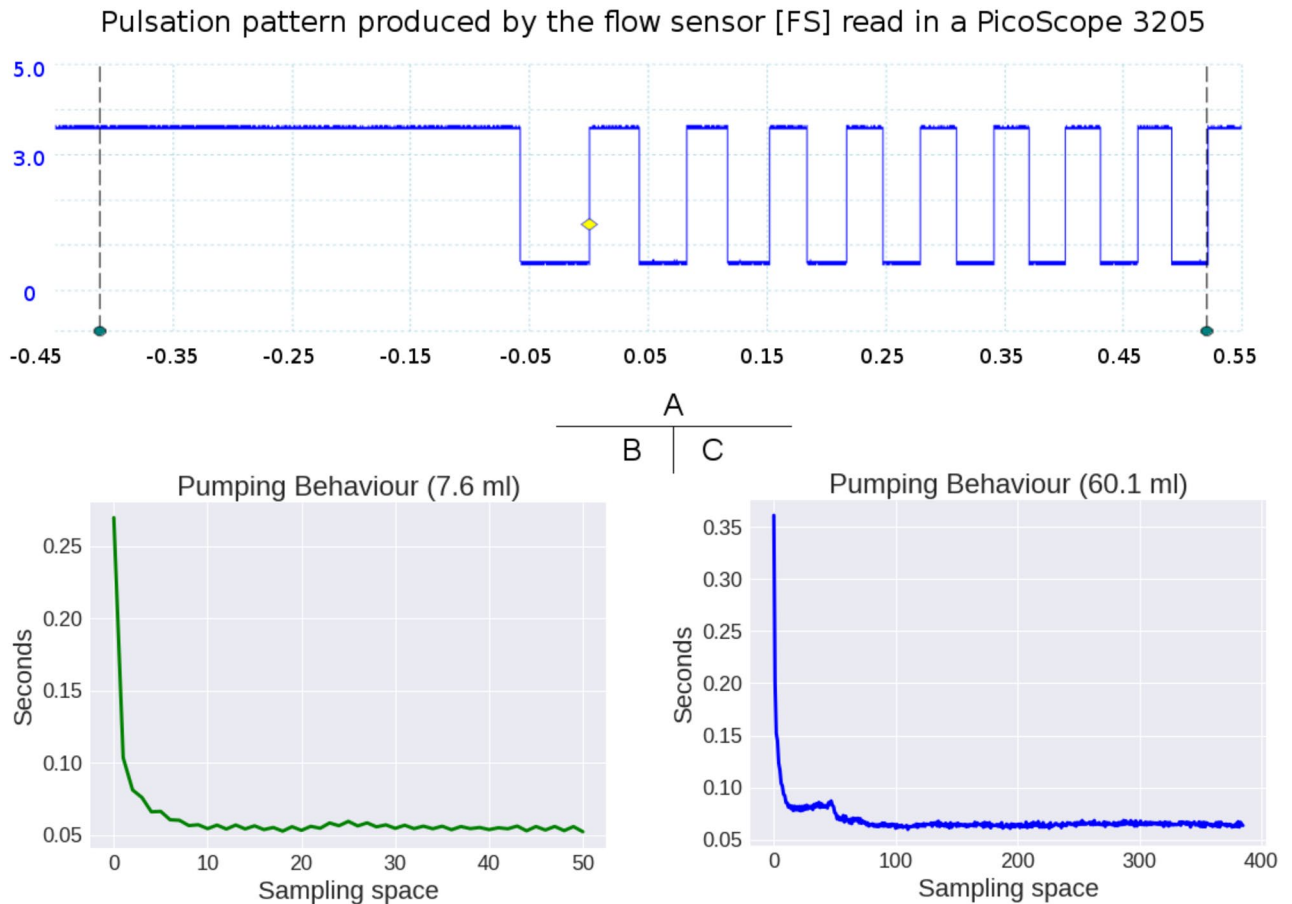 Pulsation pattern produced by the flow sensor [FS] read in a PicoScope 3205
5.0
3.0
0
-0.45 -0.35 -0.25 -0.15 -0.05 0.05 0.15 0.25 0.35 0.45 0.55
A
B C
Pumping Behaviour (7.6 ml)
Seconds
0.25
0.20
0.15
0.10
0.05
0 10 20 30 40 50
Sampling space
Pumping Behaviour (60.1 ml)
Seconds
0.35
0.30
0.25
0.20
0.15
0.10
0.05
0 100 200 300 400
Sampling space